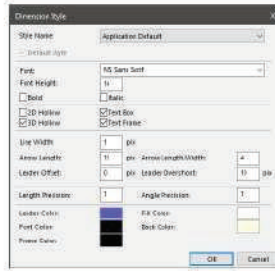 Dimension Style
Style Name: Application Default
Default Style
Font: MS Sans Serif
Font Height:
Bold Italic
2D Hollow Text Box
3D Hollow Text Frame
Line Width: 1 pix
Arrow Length: pix Arrow Length/Width: 4
Leader Offset: 0 pix Leader Overshoot: pix
Length Precision: 1 Angle Precision: 1
Leader Color: Fill Color:
Font Color: Back Color:
Frame Color:
OK Cancel